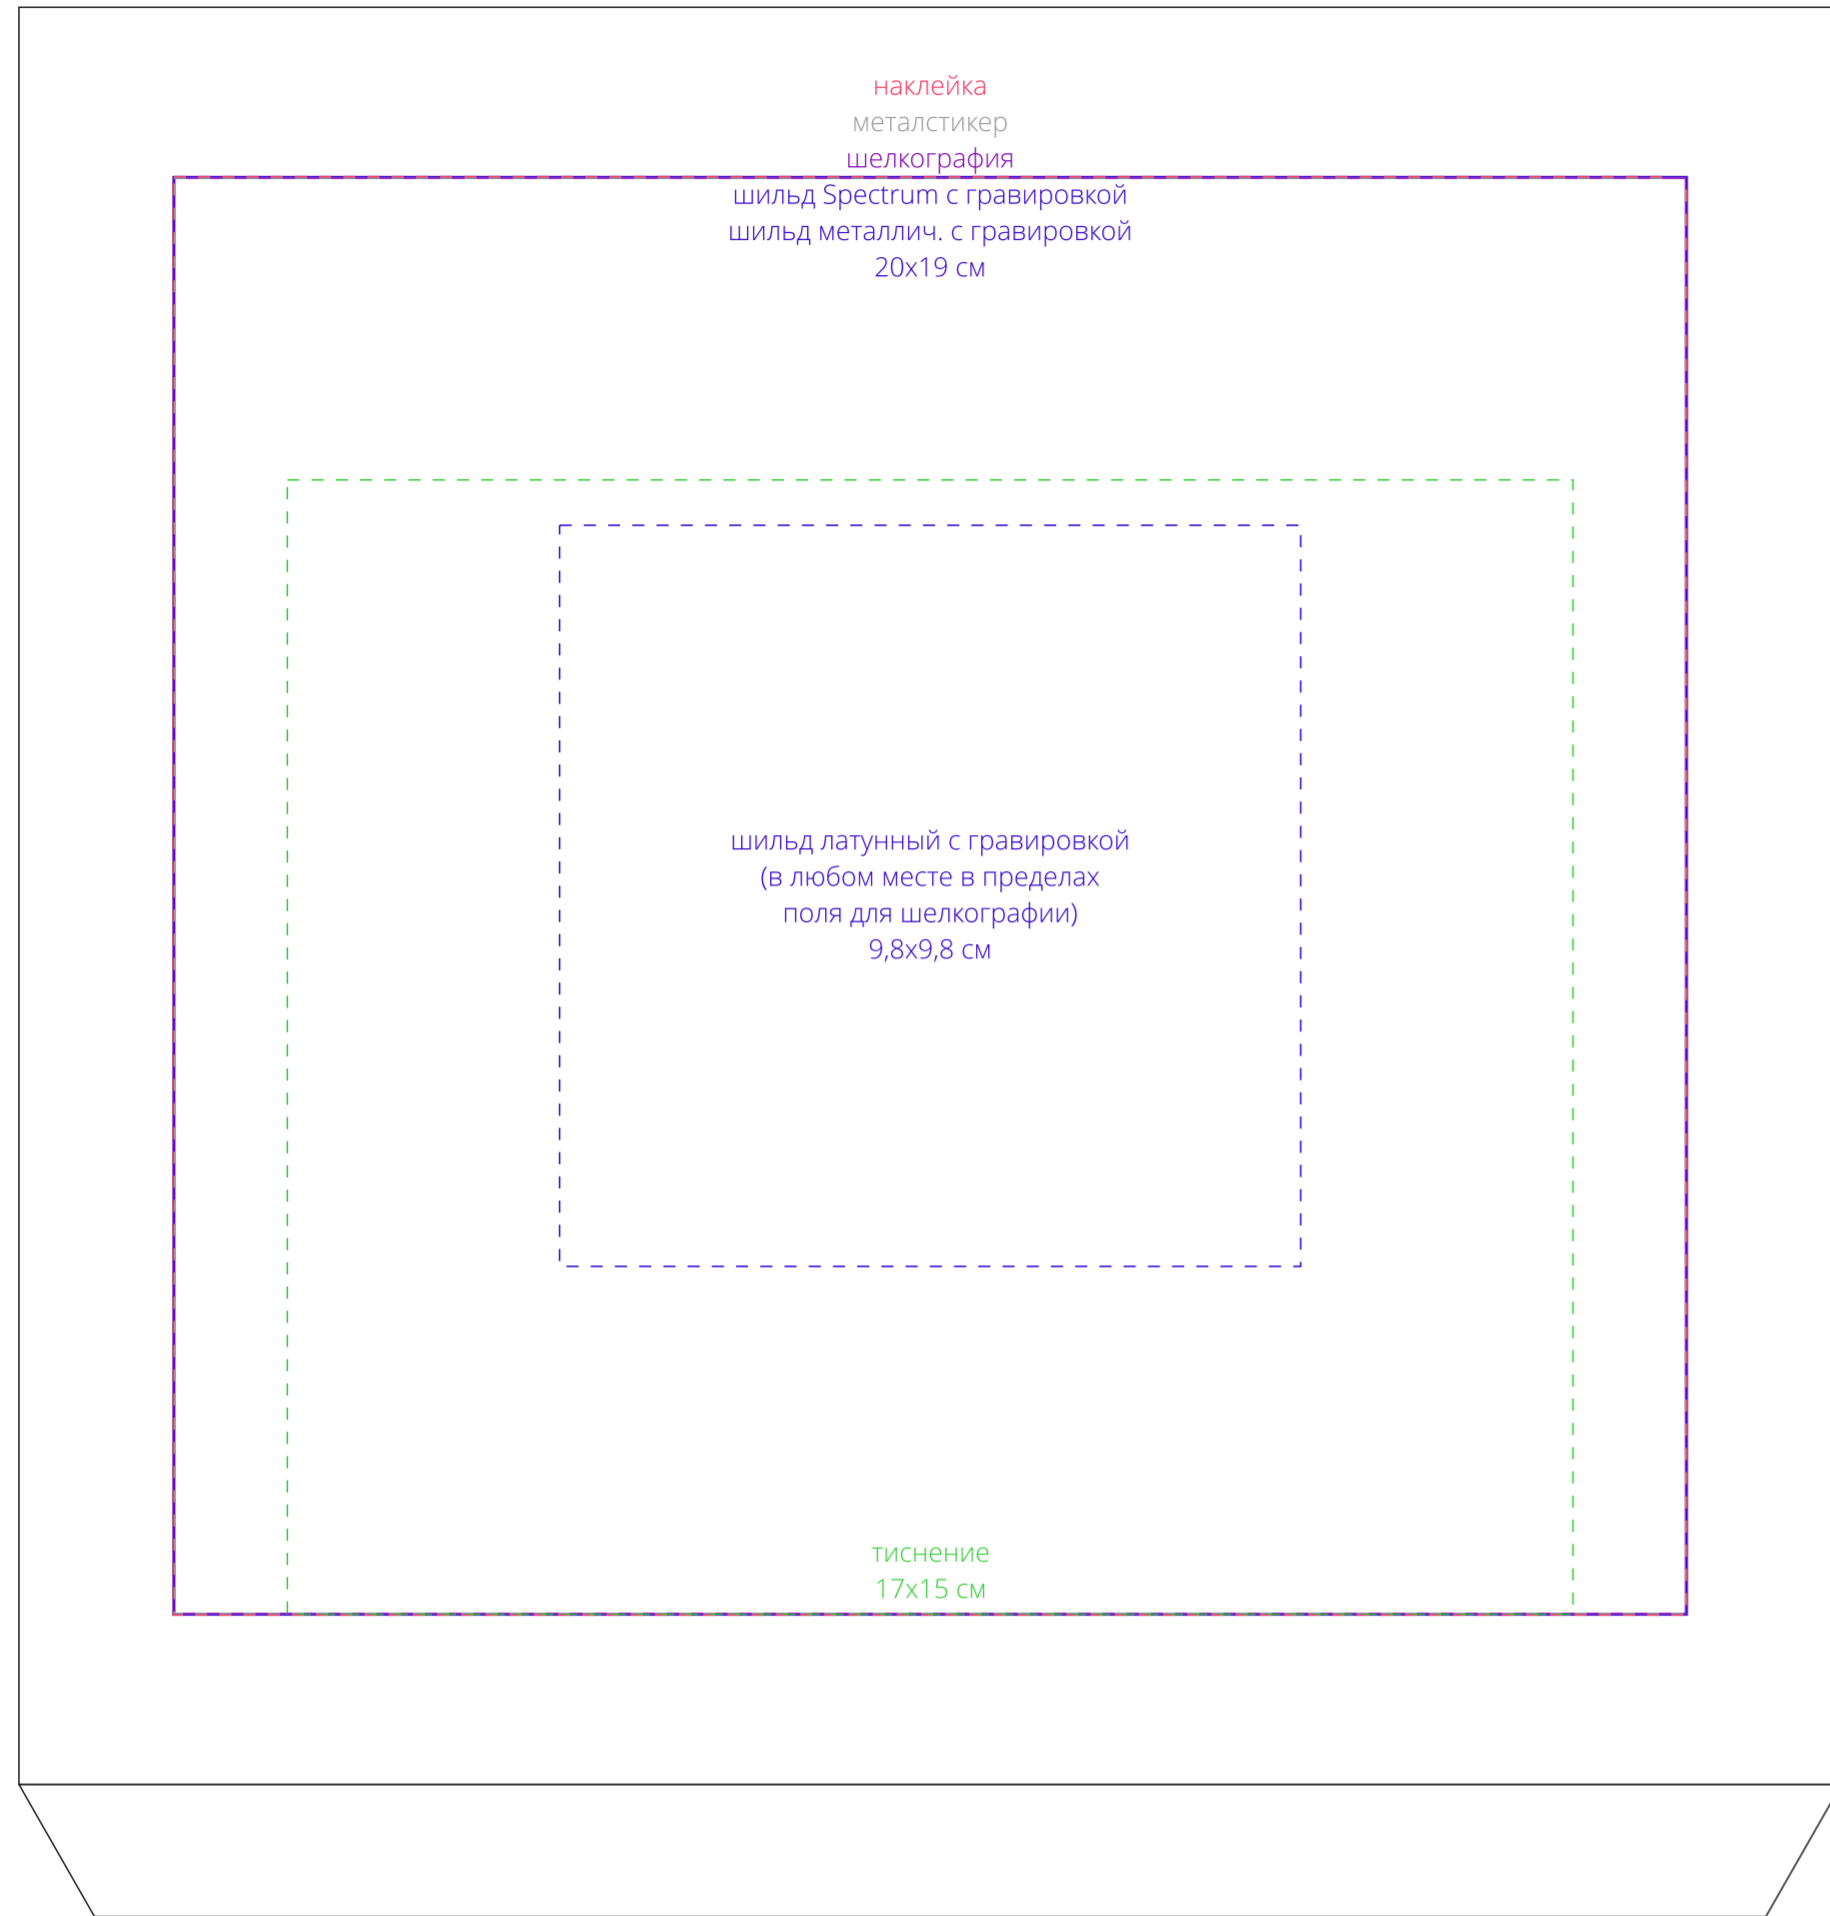 наклейка
металстикер
шелкография
шильд Spectrum с гравировкой
шильд металлич. с гравировкой
20х19 см
шильд латунный с гравировкой
(в любом месте в пределах
поля для шелкографии)
9,8х9,8 см
тиснение
17х15 см